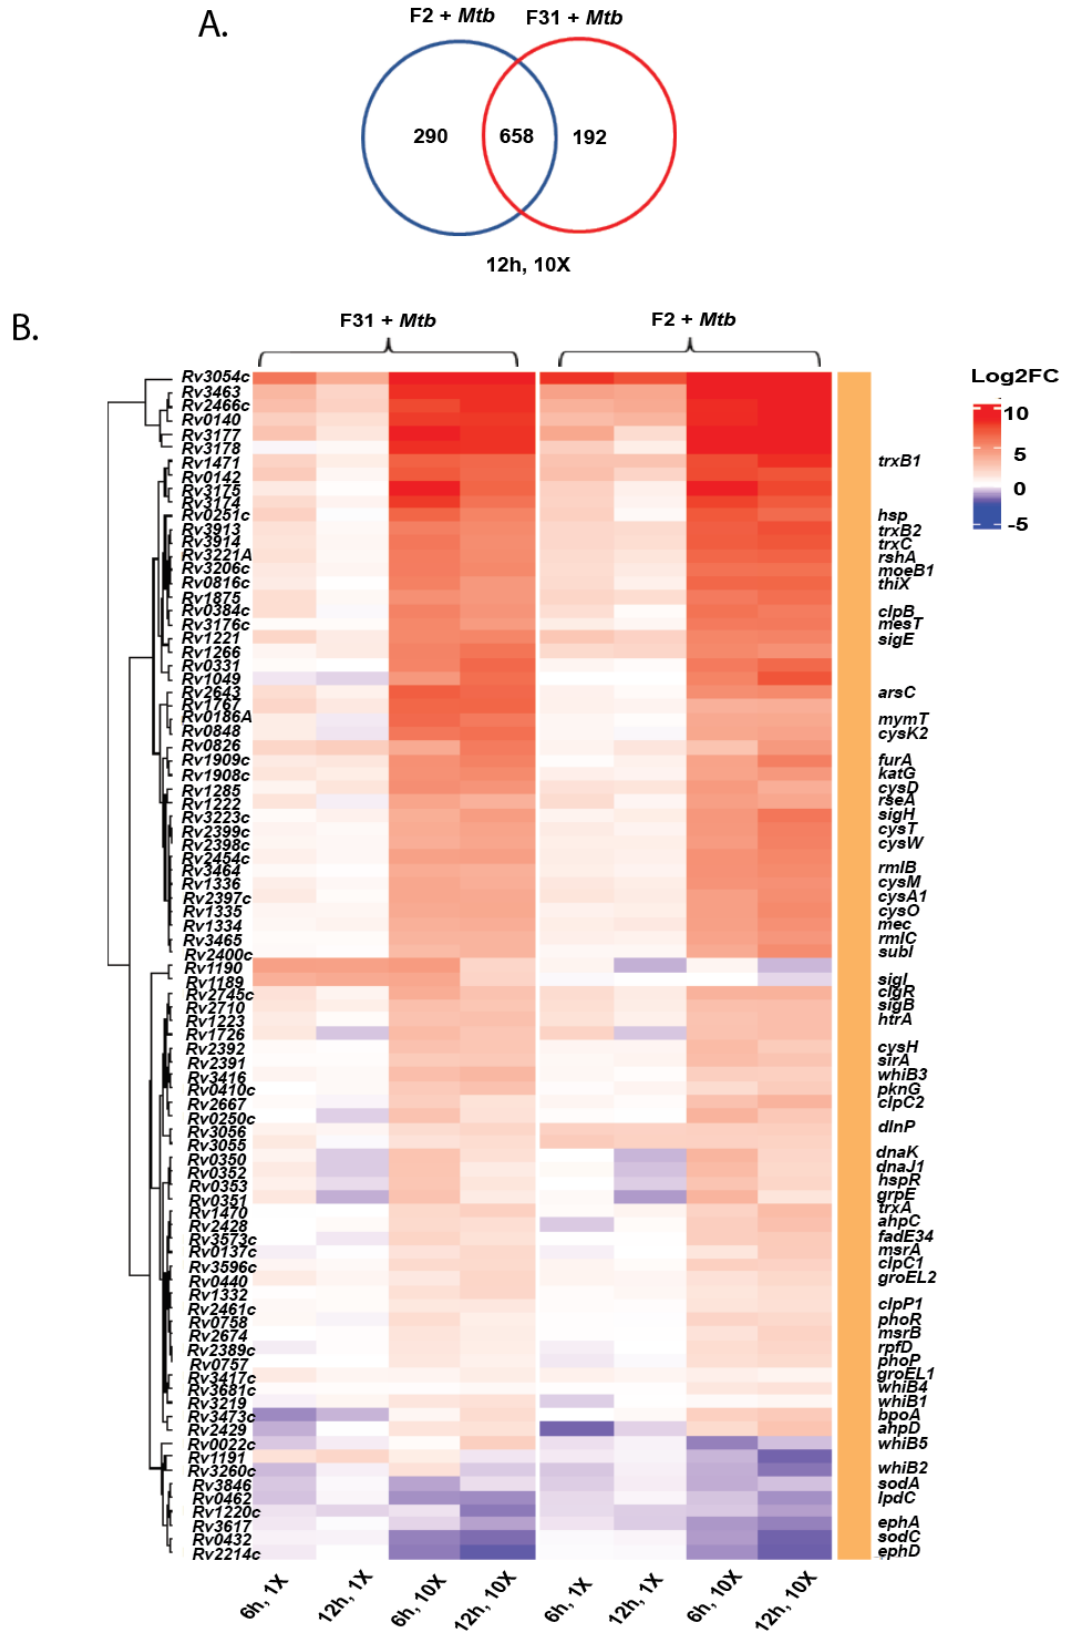 A.
F2 + Mtb
F31 + Mtb
290
658
192
12h, 10X
B.
F31 + Mtb
F2 + Mtb
Log2FC
10
5
0
-5
Rv3054c
Rv3463
Rv2466c
Rv0140
Rv3177
Rv3178
Rv1471
Rv0142
Rv3175
Rv3174
Rv0251c
Rv3913
Rv3914
Rv3221A
Rv3206c
Rv0816c
Rv1875
Rv0384c
Rv3176c
Rv1221
Rv1266
Rv0331
Rv1049
Rv2643
Rv1767
Rv0186A
Rv0848
Rv0826
Rv1909c
Rv1908c
Rv1285
Rv1222
Rv3223c
Rv2399c
Rv2398c
Rv2454c
Rv3464
Rv1336
Rv2397c
Rv1335
Rv1334
Rv3465
Rv2400c
Rv1190
Rv1189
Rv2745c
Rv2710
Rv1223
Rv1726
Rv2392
Rv2391
Rv3416
Rv0410c
Rv2667
Rv0250c
Rv3056
Rv3055
Rv0350
Rv0352
Rv0353
Rv0351
Rv1470
Rv2428
Rv3573c
Rv0137c
Rv3596c
Rv0440
Rv1332
Rv2461c
Rv0758
Rv2674
Rv2389c
Rv0757
Rv3417c
Rv3681c
Rv3219
Rv3473c
Rv2429
Rv0022c
Rv1191
Rv3260c
Rv3846
Rv0462
Rv1220c
Rv3617
Rv0432
Rv2214c
trxB1
hsp
trxB2
trxC
rshA
moeB1
thiX
clpB
mesT
sigE
arsC
mymT
cysK2
furA
katG
cysD
rseA
sigH
cysT
cysW
rmlB
cysM
cysA1
cysO
mec
rmlC
subI
sigI
clgR
sigB
htrA
cysH
sirA
whiB3
pknG
clpC2
dinP
dnaK
dnaJ1
hspR
grpE
trxA
ahpC
fadE34
msrA
clpC1
groEL2
clpP1
phoR
msrB
rpfD
phoP
groEL1
whiB4
whiB1
bpoA
ahpD
whiB5
whiB2
sodA
lpdC
ephA
sodC
ephD
6h, 1X
12h, 1X
6h, 10X
12h, 10X
6h, 1X
12h, 1X
6h, 10X
12h, 10X